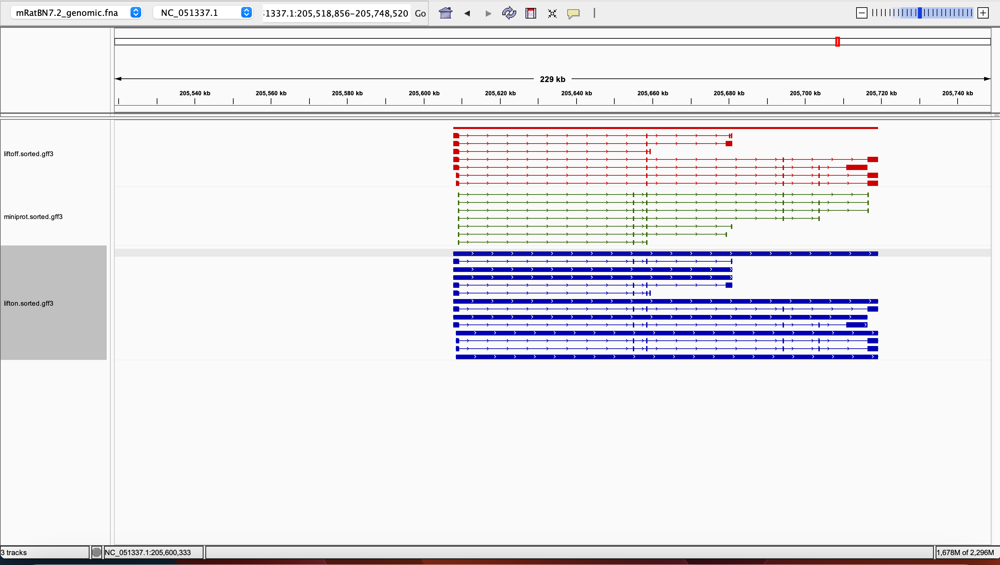 mRatBN7.2_genomic.fna NC_051337.1 1337.1:205,518,856-205,748,520 Go
229 kb
205,540 kb 205,560 kb 205,580 kb 205,600 kb 205,620 kb 205,640 kb 205,660 kb 205,680 kb 205,700 kb 205,720 kb 205,740 kb
liftoff.sorted.gff3
miniprot.sorted.gff3
lifton.sorted.gff3
3 tracks NC_051337.1:205,600,333 1,678M of 2,296M